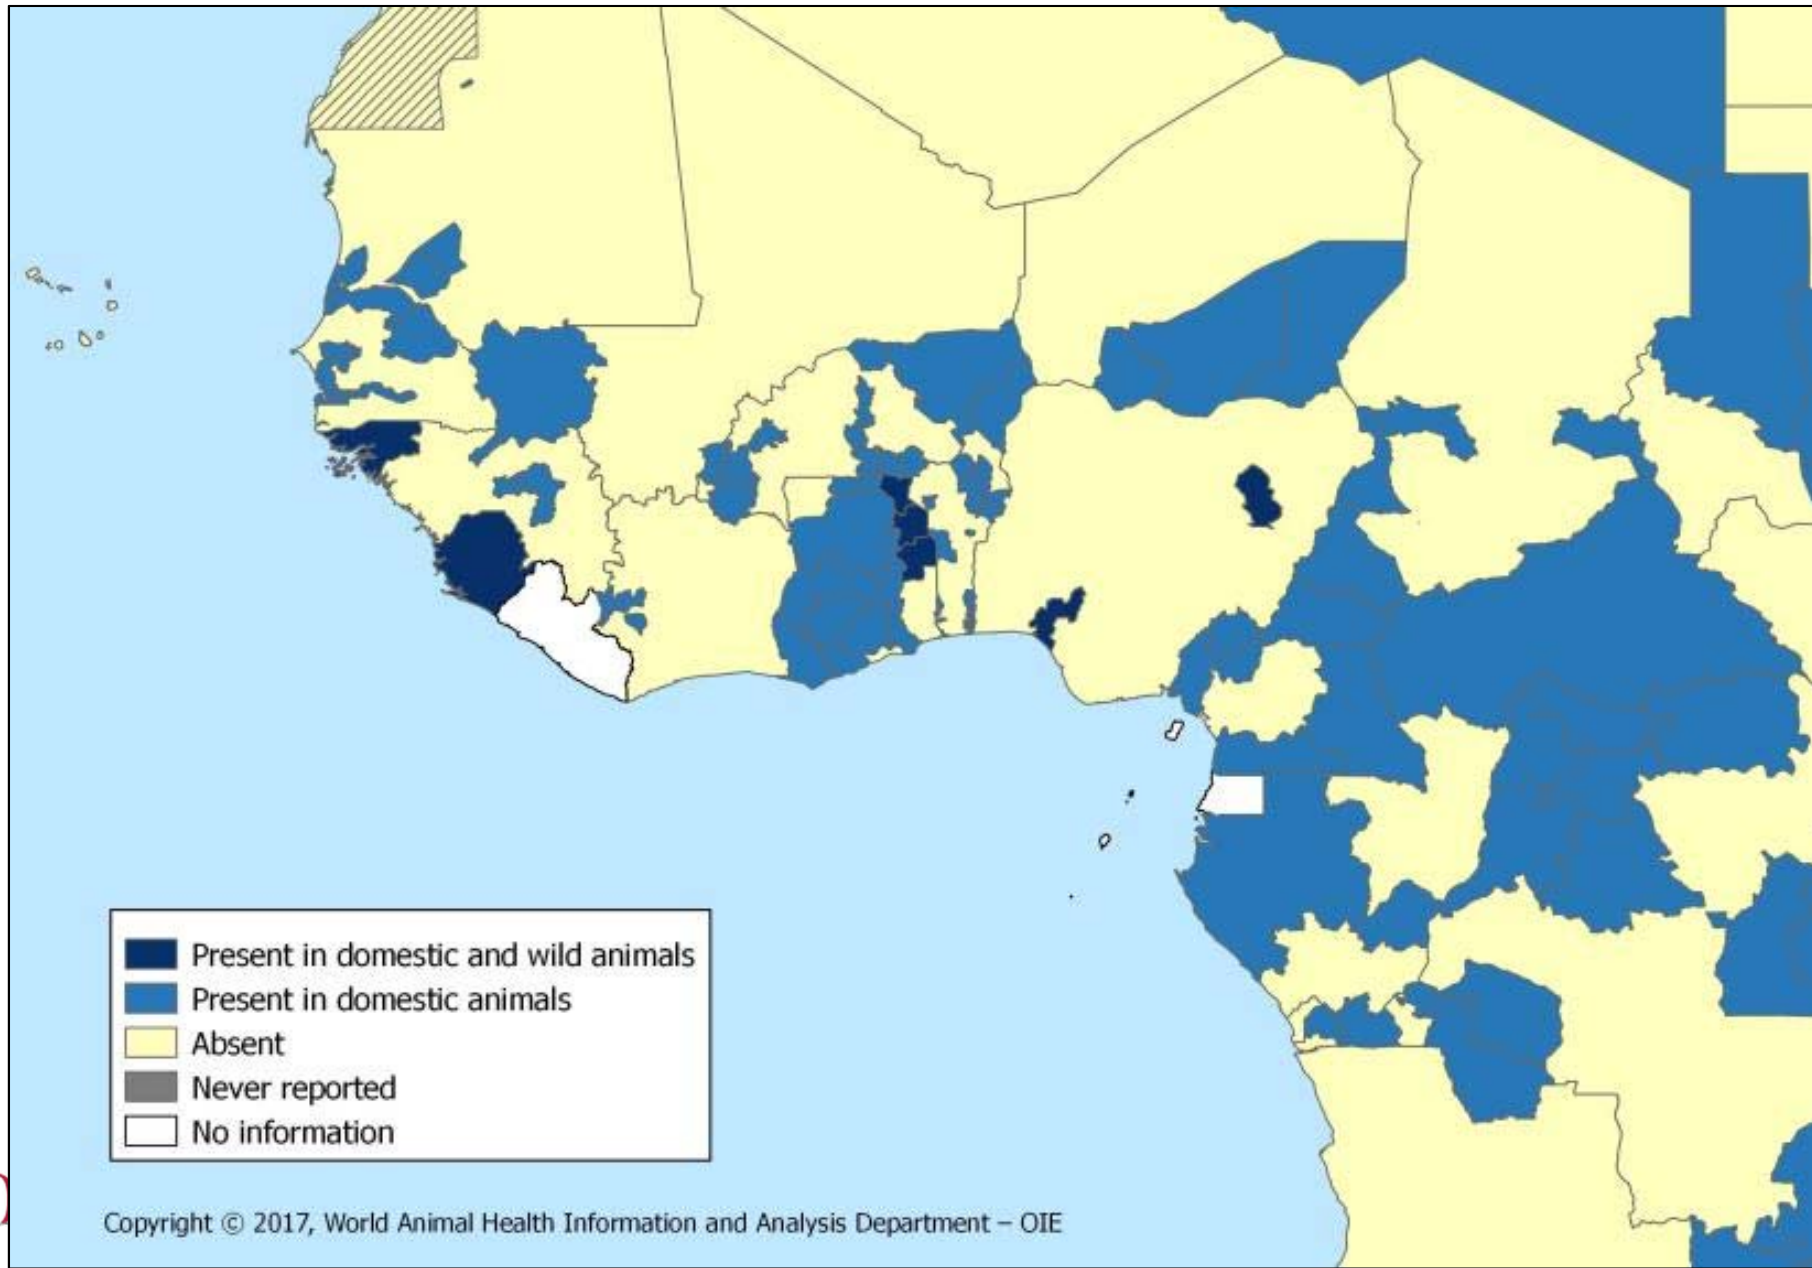 Present in domestic and wild animals
Present in domestic animals
Absent
Never reported
No information
Copyright © 2017, World Animal Health Information and Analysis Department – OIE